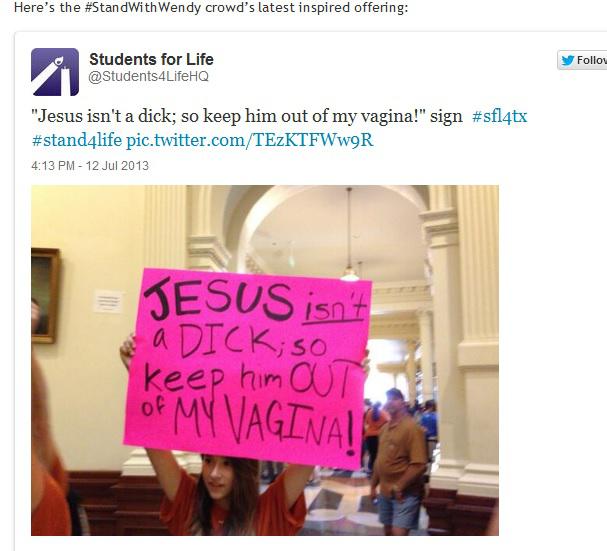 Here's the #StandWithWendy crowd's latest inspired offering:
Students for Life
@Students4LifeHQ
Follow
"Jesus isn't a dick; so keep him out of my vagina!" sign #sfl4tx
#stand4life pic.twitter.com/TEzKTFWw9R
4:13 PM - 12 Jul 2013
JESUS isn't
a DICK; so
keep him OUT
of MY VAGINA!